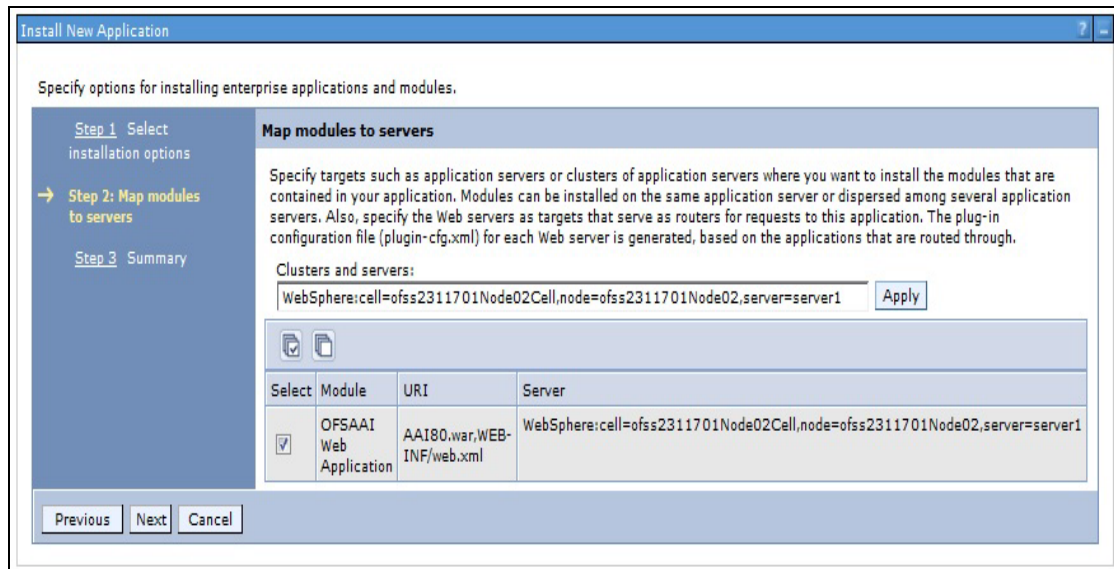 Install New Application
?
Specify options for installing enterprise applications and modules.
Step 1 Select
installation options
Step 2: Map modules
to servers
Step 3 Summary
Map modules to servers
Specify targets such as application servers or clusters of application servers where you want to install the modules that are
contained in your application. Modules can be installed on the same application server or dispersed among several application
servers. Also, specify the Web servers as targets that serve as routers for requests to this application. The plug-in
configuration file (plugin-cfg.xml) for each Web server is generated, based on the applications that are routed through.
Clusters and servers:
WebSphere:cell=ofss2311701Node02Cell,node=ofss2311701Node02,server=server1
Apply
Select Module URI Server
OFSAAI
Web
Application
AAI80.war,WEB-
INF/web.xml
WebSphere:cell=ofss2311701Node02Cell,node=ofss2311701Node02,server=server1
Previous Next Cancel